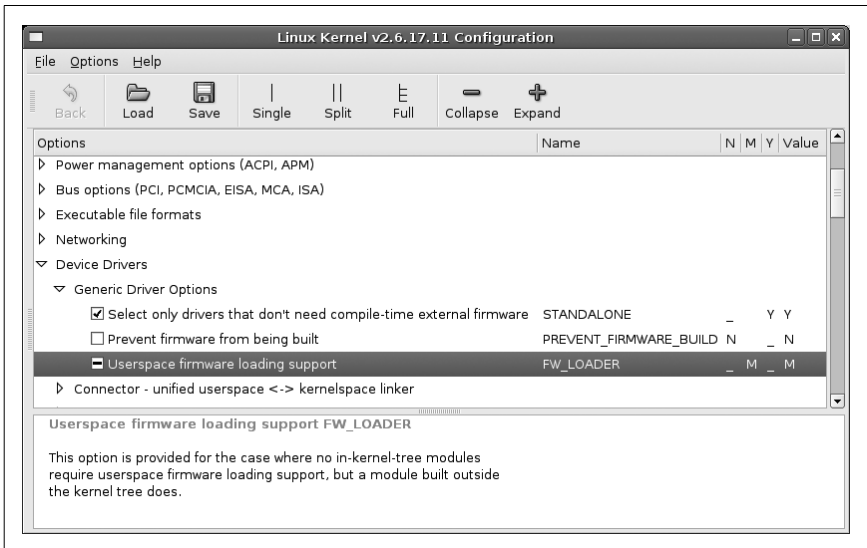 Linux Kernel v2.6.17.11 Configuration
File Options Help
Back Load Save Single Split Full Collapse Expand
Options Name N M Y Value
Power management options (ACPI, APM)
Bus options (PCI, PCMCIA, EISA, MCA, ISA)
Executable file formats
Networking
Device Drivers
Generic Driver Options
Select only drivers that don't need compile-time external firmware STANDALONE _ Y Y
Prevent firmware from being built PREVENT_FIRMWARE_BUILD N _ N
Userspace firmware loading support FW_LOADER _ M _ M
Connector - unified userspace <-> kernelspace linker
Userspace firmware loading support FW_LOADER
This option is provided for the case where no in-kernel-tree modules
require userspace firmware loading support, but a module built outside
the kernel tree does.